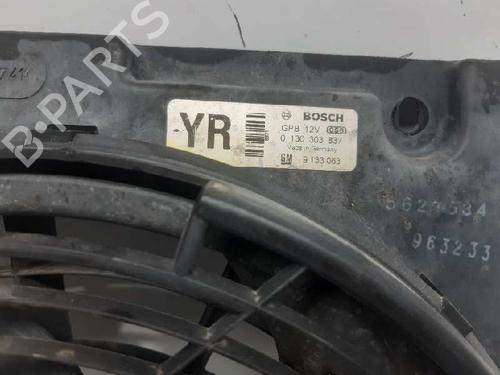 YR
BOSCH
GPB 12V
0 130 303 837
Made in Germany
GM 9 133 063
963233
B-PARTS